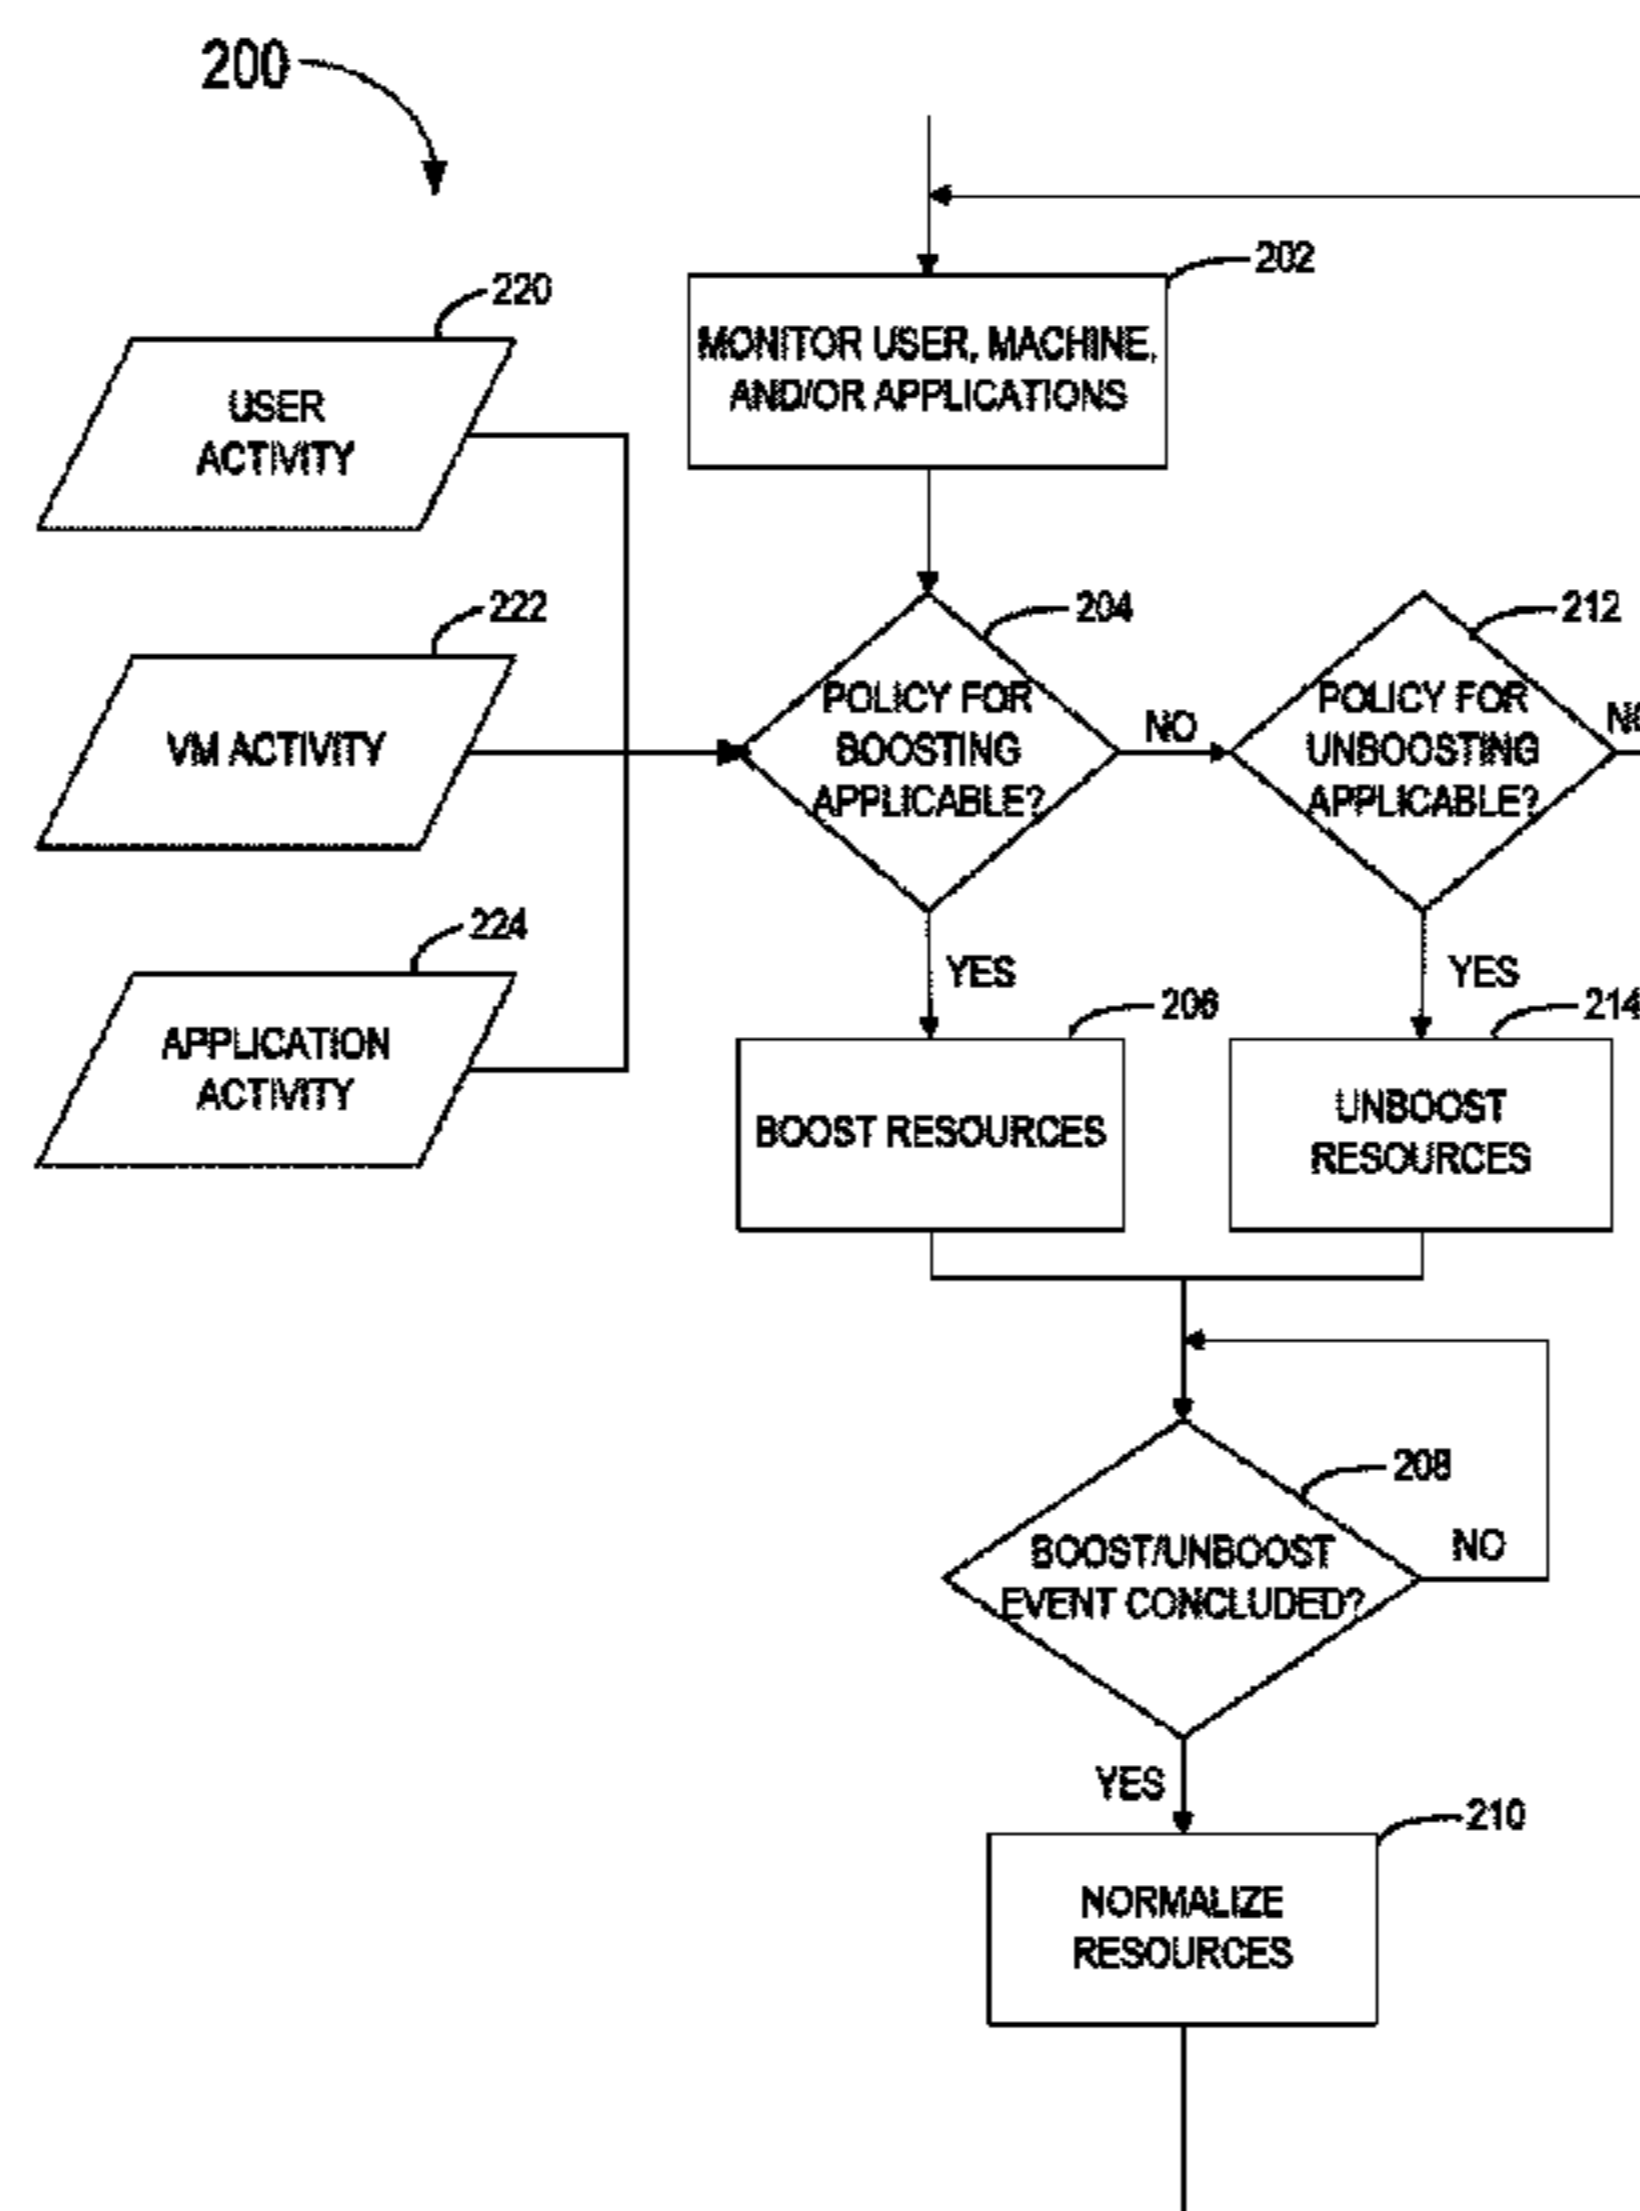 200
202
MONITOR USER, MACHINE,
AND/OR APPLICATIONS
220
USER
ACTIVITY
222
VM ACTIVITY
224
APPLICATION
ACTIVITY
204
POLICY FOR
BOOSTING
APPLICABLE?
NO
212
POLICY FOR
UNBOOSTING
APPLICABLE?
YES
206
BOOST RESOURCES
YES
214
UNBOOST
RESOURCES
208
BOOST/UNBOOST
EVENT CONCLUDED?
NO
YES
210
NORMALIZE
RESOURCES